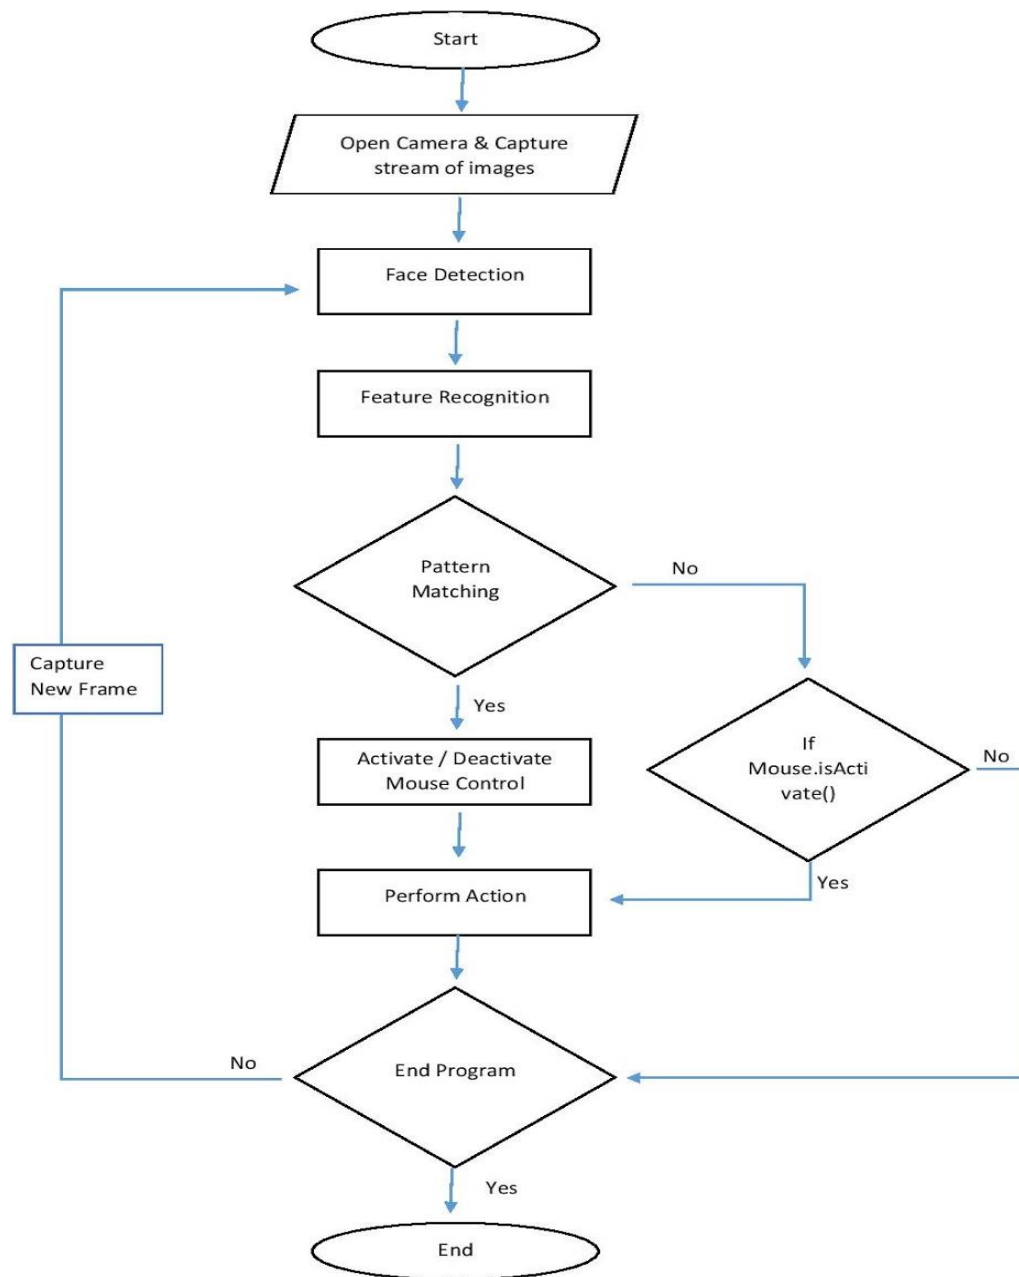 Start
Open Camera & Capture
stream of images
Face Detection
Feature Recognition
Pattern
Matching
No
Capture
New Frame
Yes
Activate / Deactivate
Mouse Control
If
Mouse.isActi
vate()
No
Yes
Perform Action
No
End Program
Yes
End